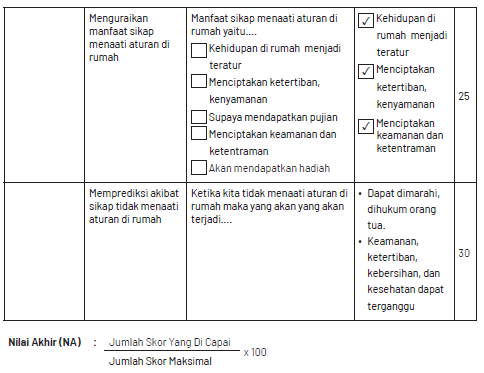 Menguraikan
manfaat sikap
menaati aturan di
rumah
Manfaat sikap menaati aturan di
rumah yaitu....
Kehidupan di rumah menjadi
teratur
Menciptakan ketertiban,
kenyamanan
Supaya mendapatkan pujian
Menciptakan keamanan dan
ketentraman
Akan mendapatkan hadiah
✓ Kehidupan di
rumah menjadi
teratur
✓ Menciptakan
ketertiban,
kenyamanan
✓ Menciptakan
keamanan dan
ketentraman
25
Memprediksi akibat
sikap tidak menaati
aturan di rumah
Ketika kita tidak menaati aturan di
rumah maka yang akan yang akan
terjadi....
• Dapat dimarahi,
dihukum orang
tua.
• Keamanan,
ketertiban,
kebersihan, dan
kesehatan dapat
terganggu
30
Nilai Akhir (NA) : Jumlah Skor Yang Di Capai
Jumlah Skor Maksimal
x 100